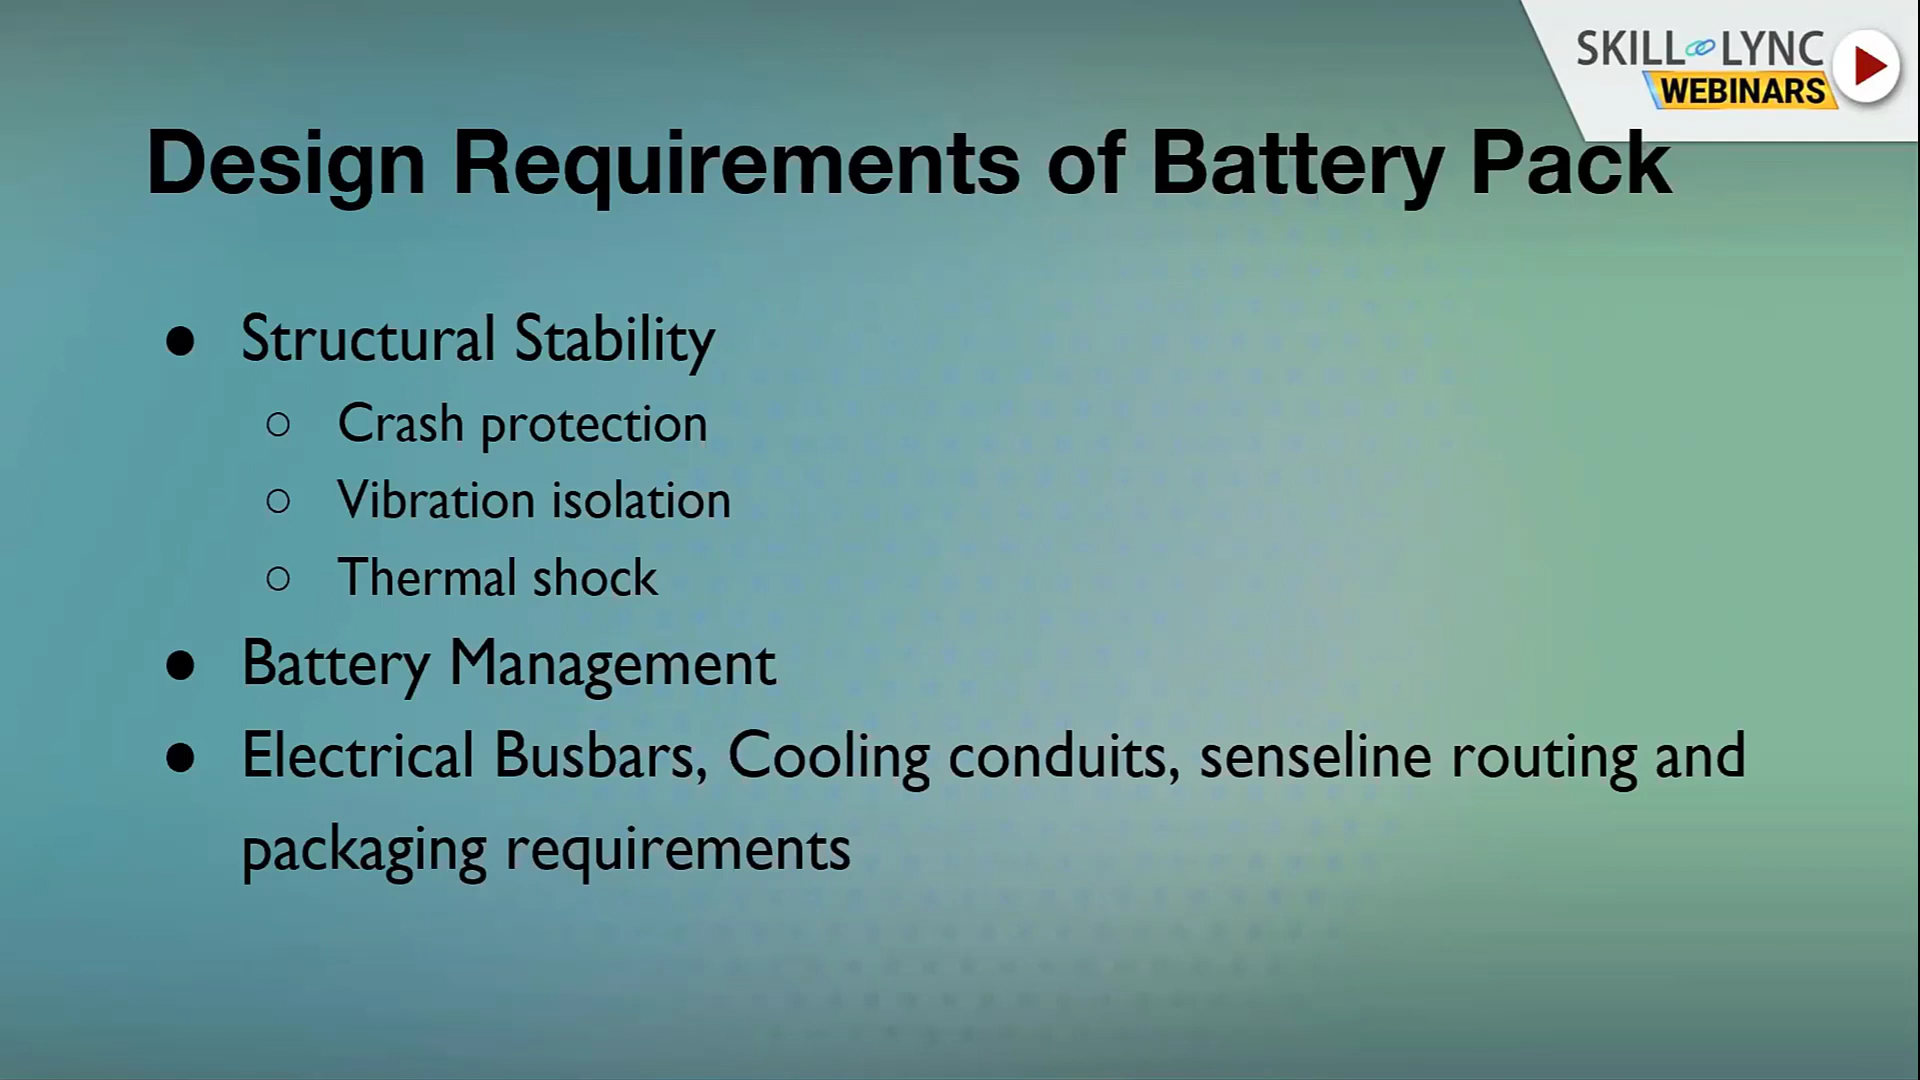 SKILL LYNC
WEBINARS
Design Requirements of Battery Pack
● Structural Stability
○ Crash protection
○ Vibration isolation
○ Thermal shock
● Battery Management
● Electrical Busbars, Cooling conduits, senseline routing and
packaging requirements